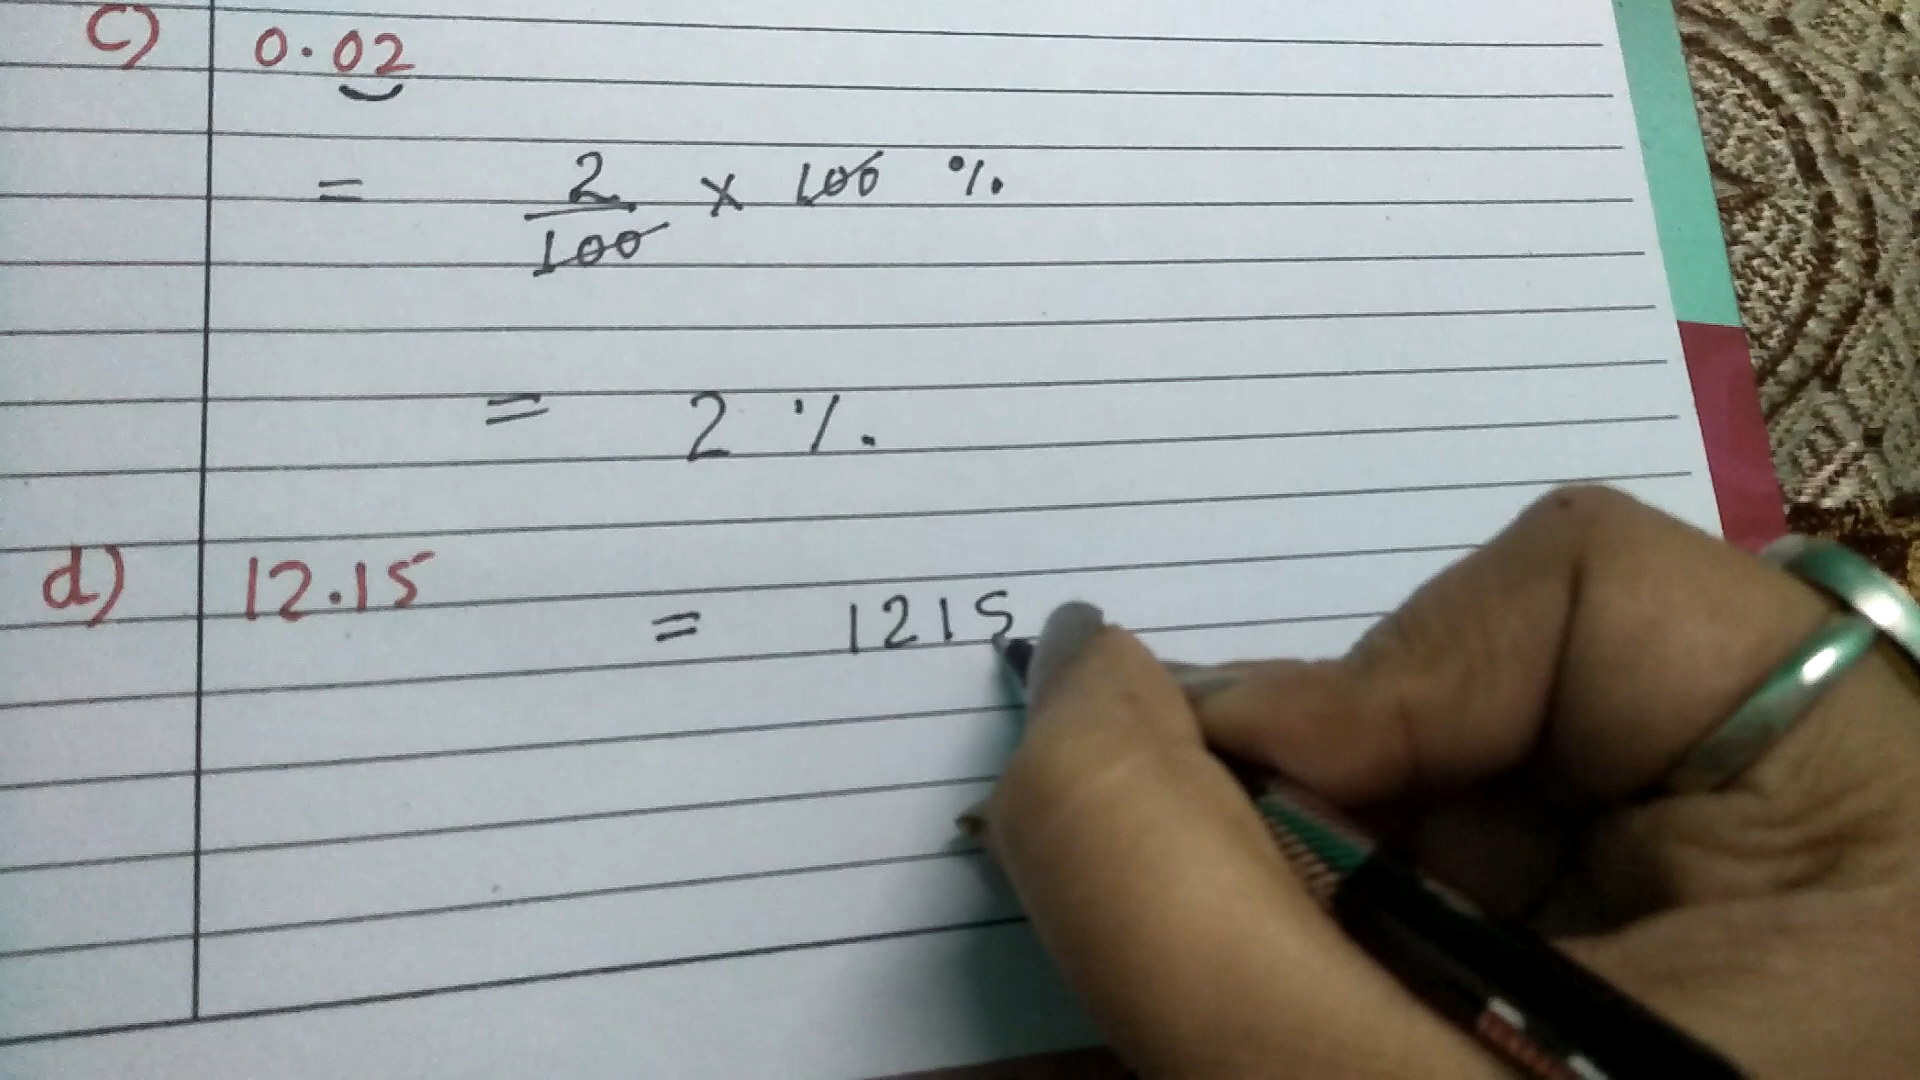 c) 0.02
= 2/100 × 100 %
= 2 %
d) 12.15 = 1215